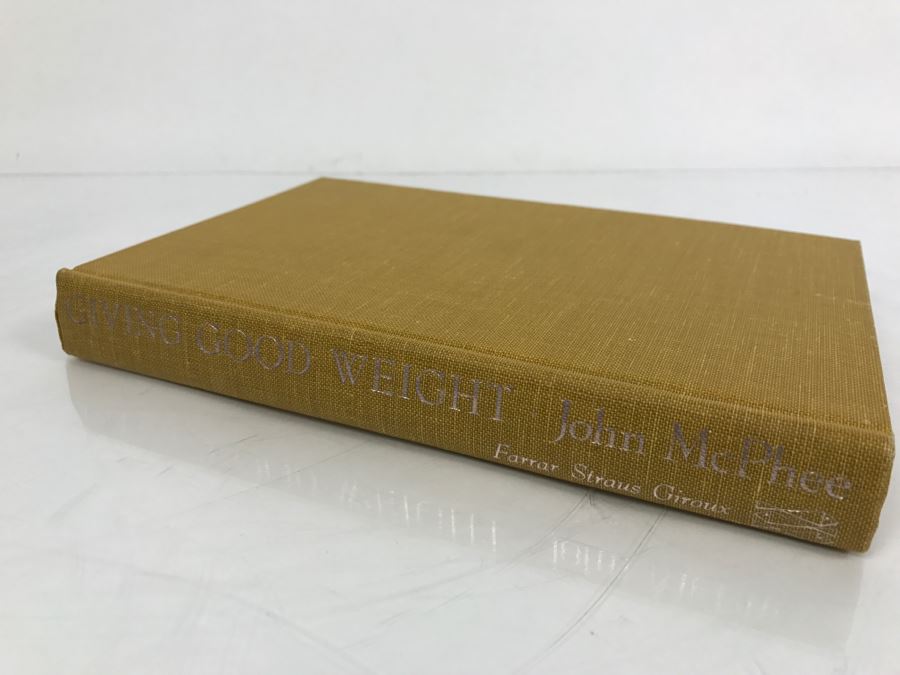 GIVING GOOD WEIGHT · John McPhee
Farrar Straus Giroux